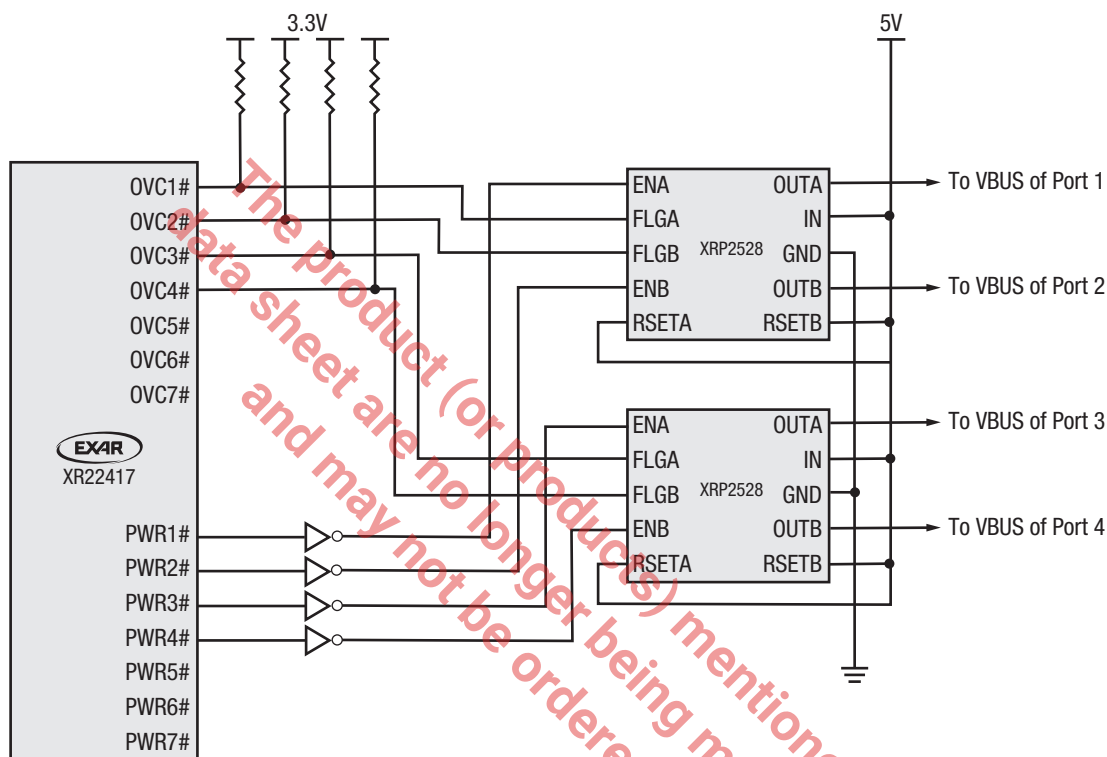 3.3V
5V
OVC1#
OVC2#
OVC3#
OVC4#
OVC5#
OVC6#
OVC7#
EXAR
XR22417
PWR1#
PWR2#
PWR3#
PWR4#
PWR5#
PWR6#
PWR7#
ENA
FLGA
FLGB
ENB
RSETA
XRP2528
OUTA
IN
GND
OUTB
RSETB
To VBUS of Port 1
To VBUS of Port 2
ENA
FLGA
FLGB
ENB
RSETA
XRP2528
OUTA
IN
GND
OUTB
RSETB
To VBUS of Port 3
To VBUS of Port 4
The product (or products) mentione
data sheet are no longer being m
and may not be ordere